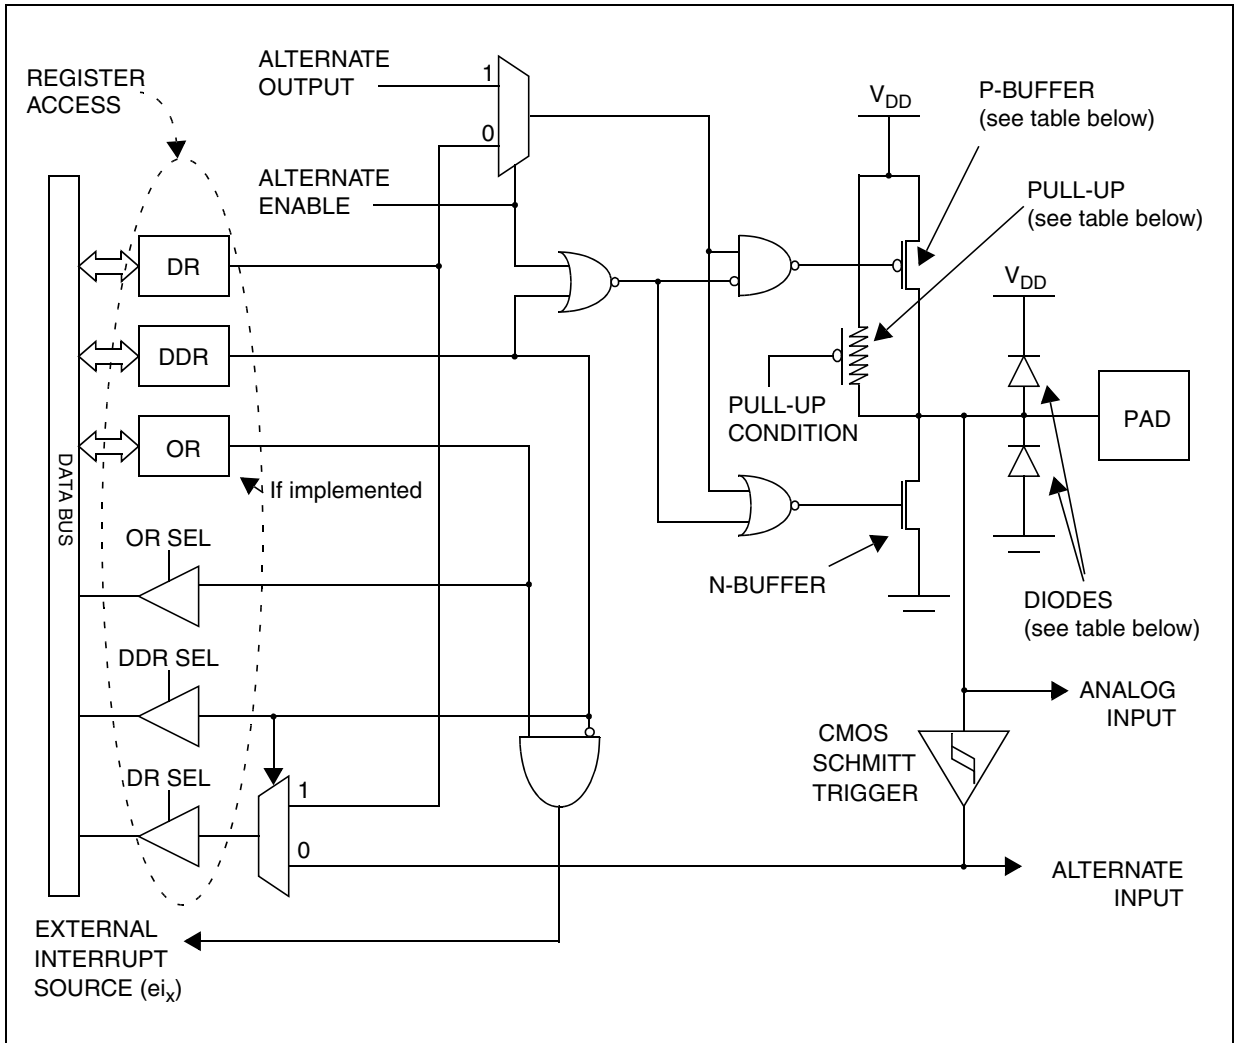 REGISTER
ACCESS
ALTERNATE
OUTPUT
1
0
ALTERNATE
ENABLE
VDD
P-BUFFER
(see table below)
PULL-UP
(see table below)
VDD
DR
DDR
OR
If implemented
DATA BUS
PULL-UP
CONDITION
PAD
OR SEL
N-BUFFER
DIODES
(see table below)
DDR SEL
ANALOG
INPUT
CMOS
SCHMITT
TRIGGER
DR SEL
1
0
ALTERNATE
INPUT
EXTERNAL
INTERRUPT
SOURCE (eix)